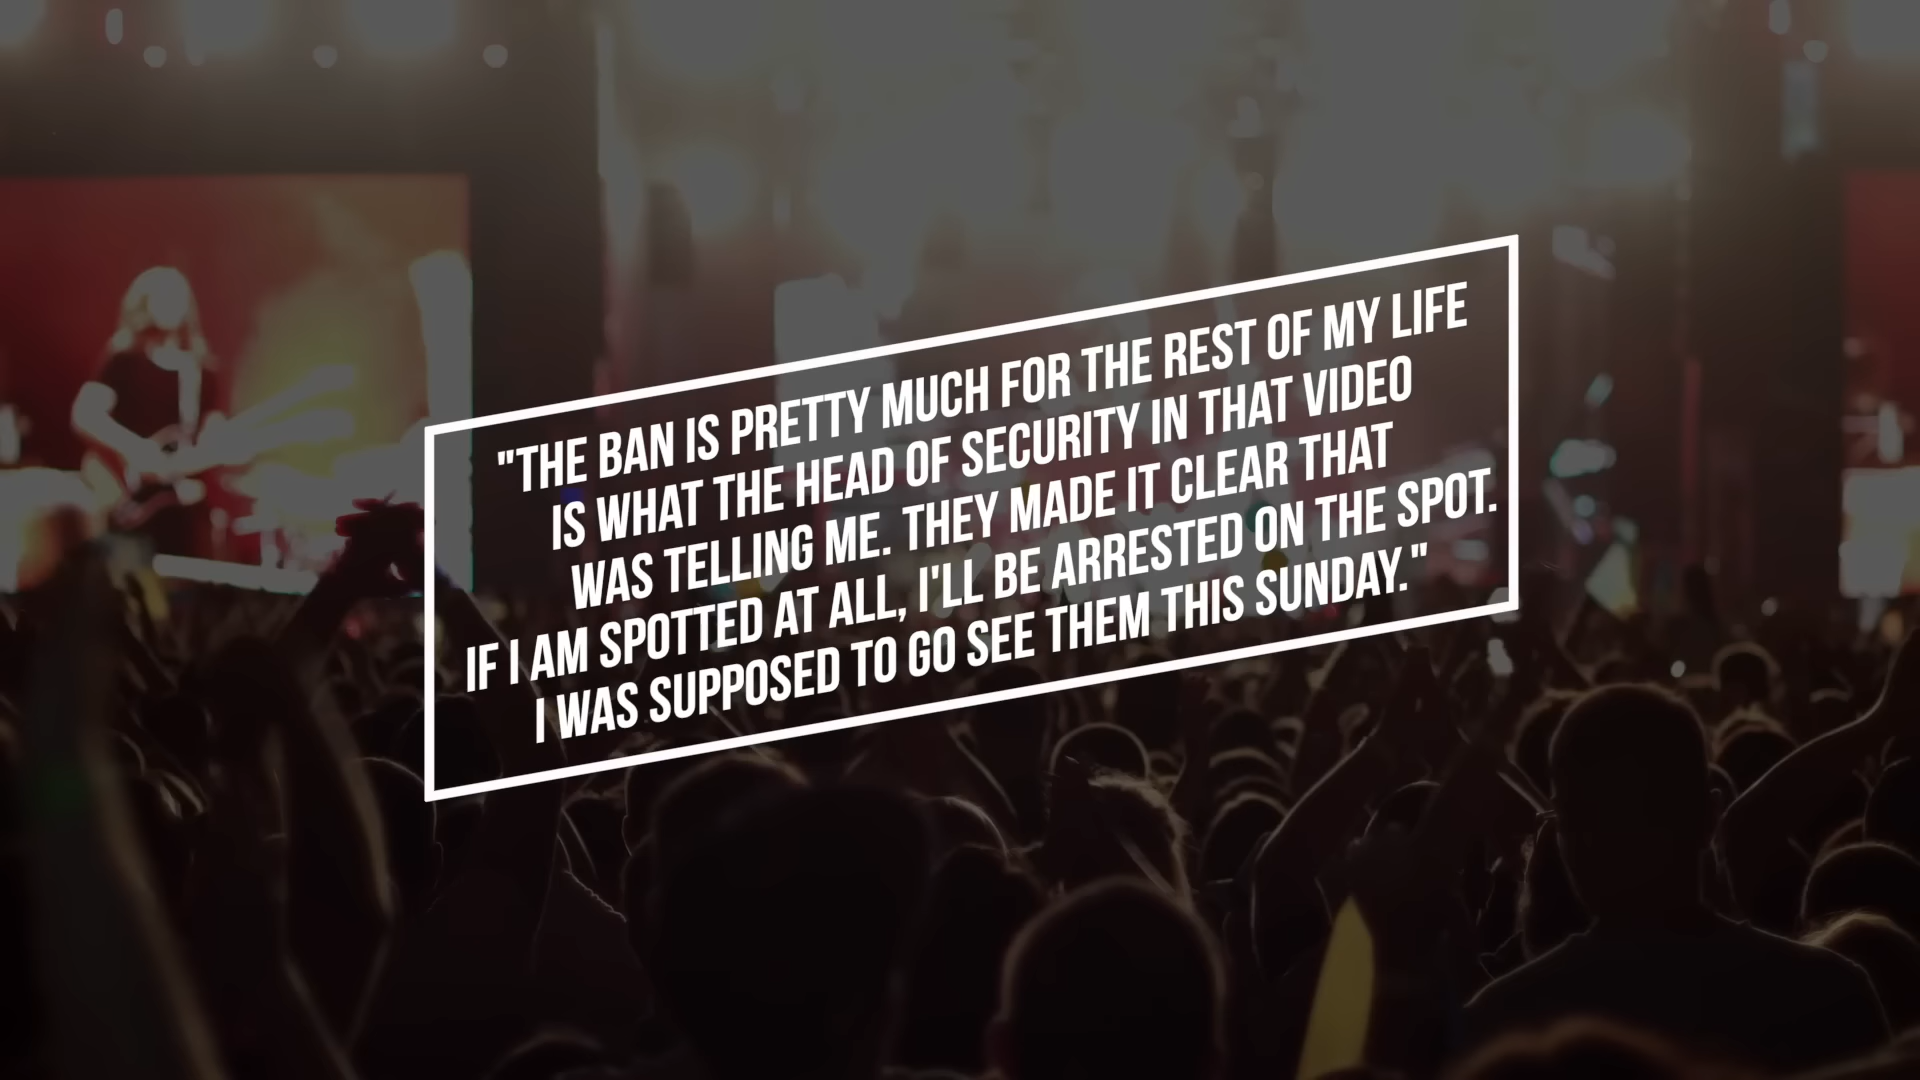 "THE BAN IS PRETTY MUCH FOR THE REST OF MY LIFE
IS WHAT THE HEAD OF SECURITY IN THAT VIDEO
WAS TELLING ME. THEY MADE IT CLEAR THAT
IF I AM SPOTTED AT ALL, I'LL BE ARRESTED ON THE SPOT.
I WAS SUPPOSED TO GO SEE THEM THIS SUNDAY."